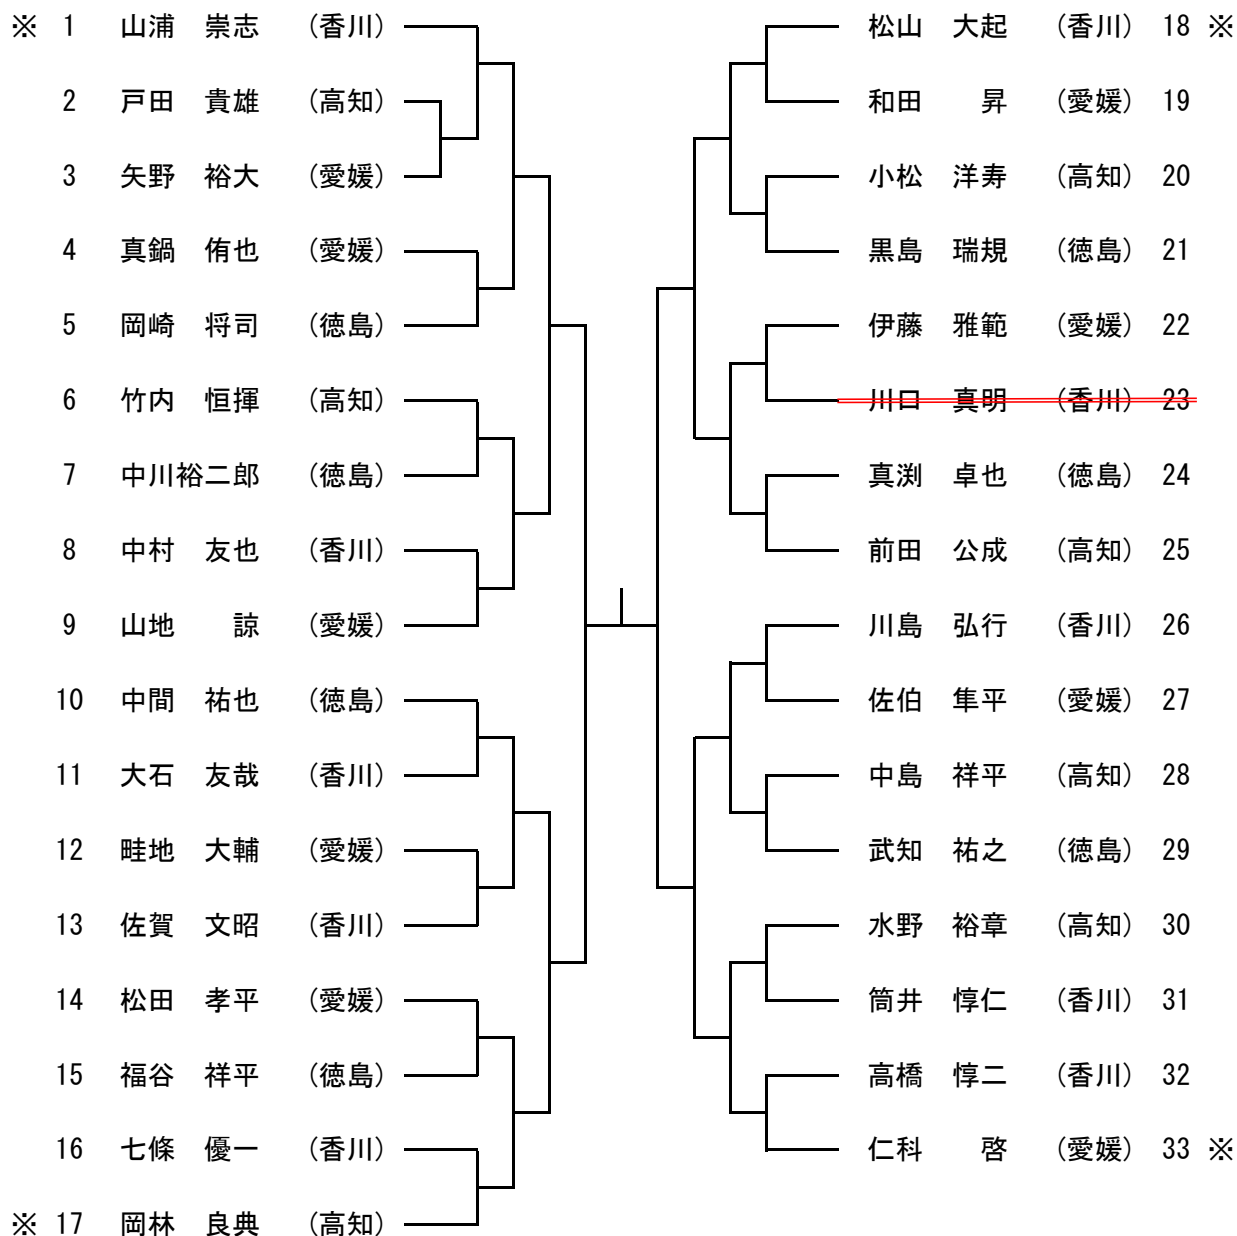 ※ 1 山浦 崇志 (香川)
2 戸田 貴雄 (高知)
3 矢野 裕大 (愛媛)
4 真鍋 侑也 (愛媛)
5 岡崎 将司 (徳島)
6 竹内 恒揮 (高知)
7 中川裕二郎 (徳島)
8 中村 友也 (香川)
9 山地 諒 (愛媛)
10 中間 祐也 (徳島)
11 大石 友哉 (香川)
12 畦地 大輔 (愛媛)
13 佐賀 文昭 (香川)
14 松田 孝平 (愛媛)
15 福谷 祥平 (徳島)
16 七條 優一 (香川)
※ 17 岡林 良典 (高知)
松山 大起 (香川) 18 ※
和田 昇 (愛媛) 19
小松 洋寿 (高知) 20
黒島 瑞規 (徳島) 21
伊藤 雅範 (愛媛) 22
川口 真明 (香川) 23
真渕 卓也 (徳島) 24
前田 公成 (高知) 25
川島 弘行 (香川) 26
佐伯 隼平 (愛媛) 27
中島 祥平 (高知) 28
武知 祐之 (徳島) 29
水野 裕章 (高知) 30
筒井 惇仁 (香川) 31
高橋 惇二 (香川) 32
仁科 啓 (愛媛) 33 ※